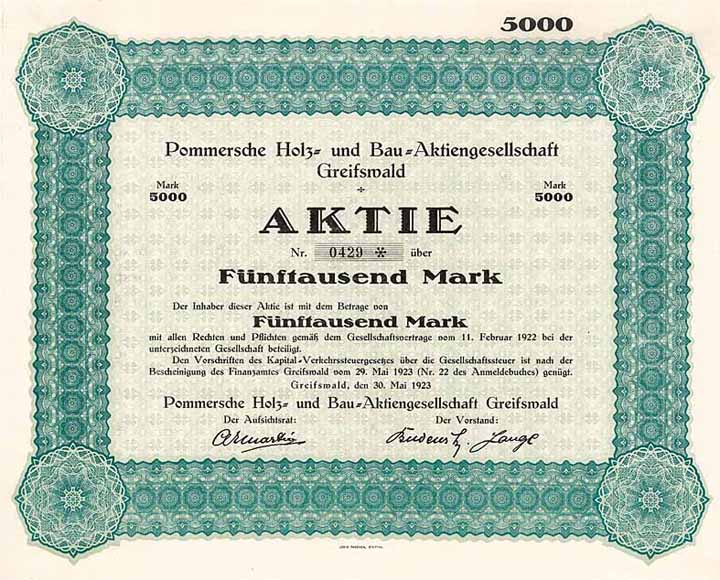 5000
Pommersche Holz= und Bau=Aktiengesellschaft
Greifswald
Mark
5000
Mark
5000
AKTIE
Nr. 0429 * über
Fünftausend Mark
Der Inhaber dieser Aktie ist mit dem Betrage von
Fünftausend Mark
mit allen Rechten und Pflichten gemäß dem Gesellschaftsvertrage vom 11. Februar 1922 bei der
unterzeichneten Gesellschaft beteiligt.
Den Vorschriften des Kapital-Verkehrssteuergesetzes über die Gesellschaftssteuer ist nach der
Bescheinigung des Finanzamtes Greifswald vom 29. Mai 1923 (Nr. 22 des Anmeldebuches) genügt.
Greifswald, den 30. Mai 1923
Pommersche Holz= und Bau=Aktiengesellschaft Greifswald
Der Aufsichtsrat:
Der Vorstand: